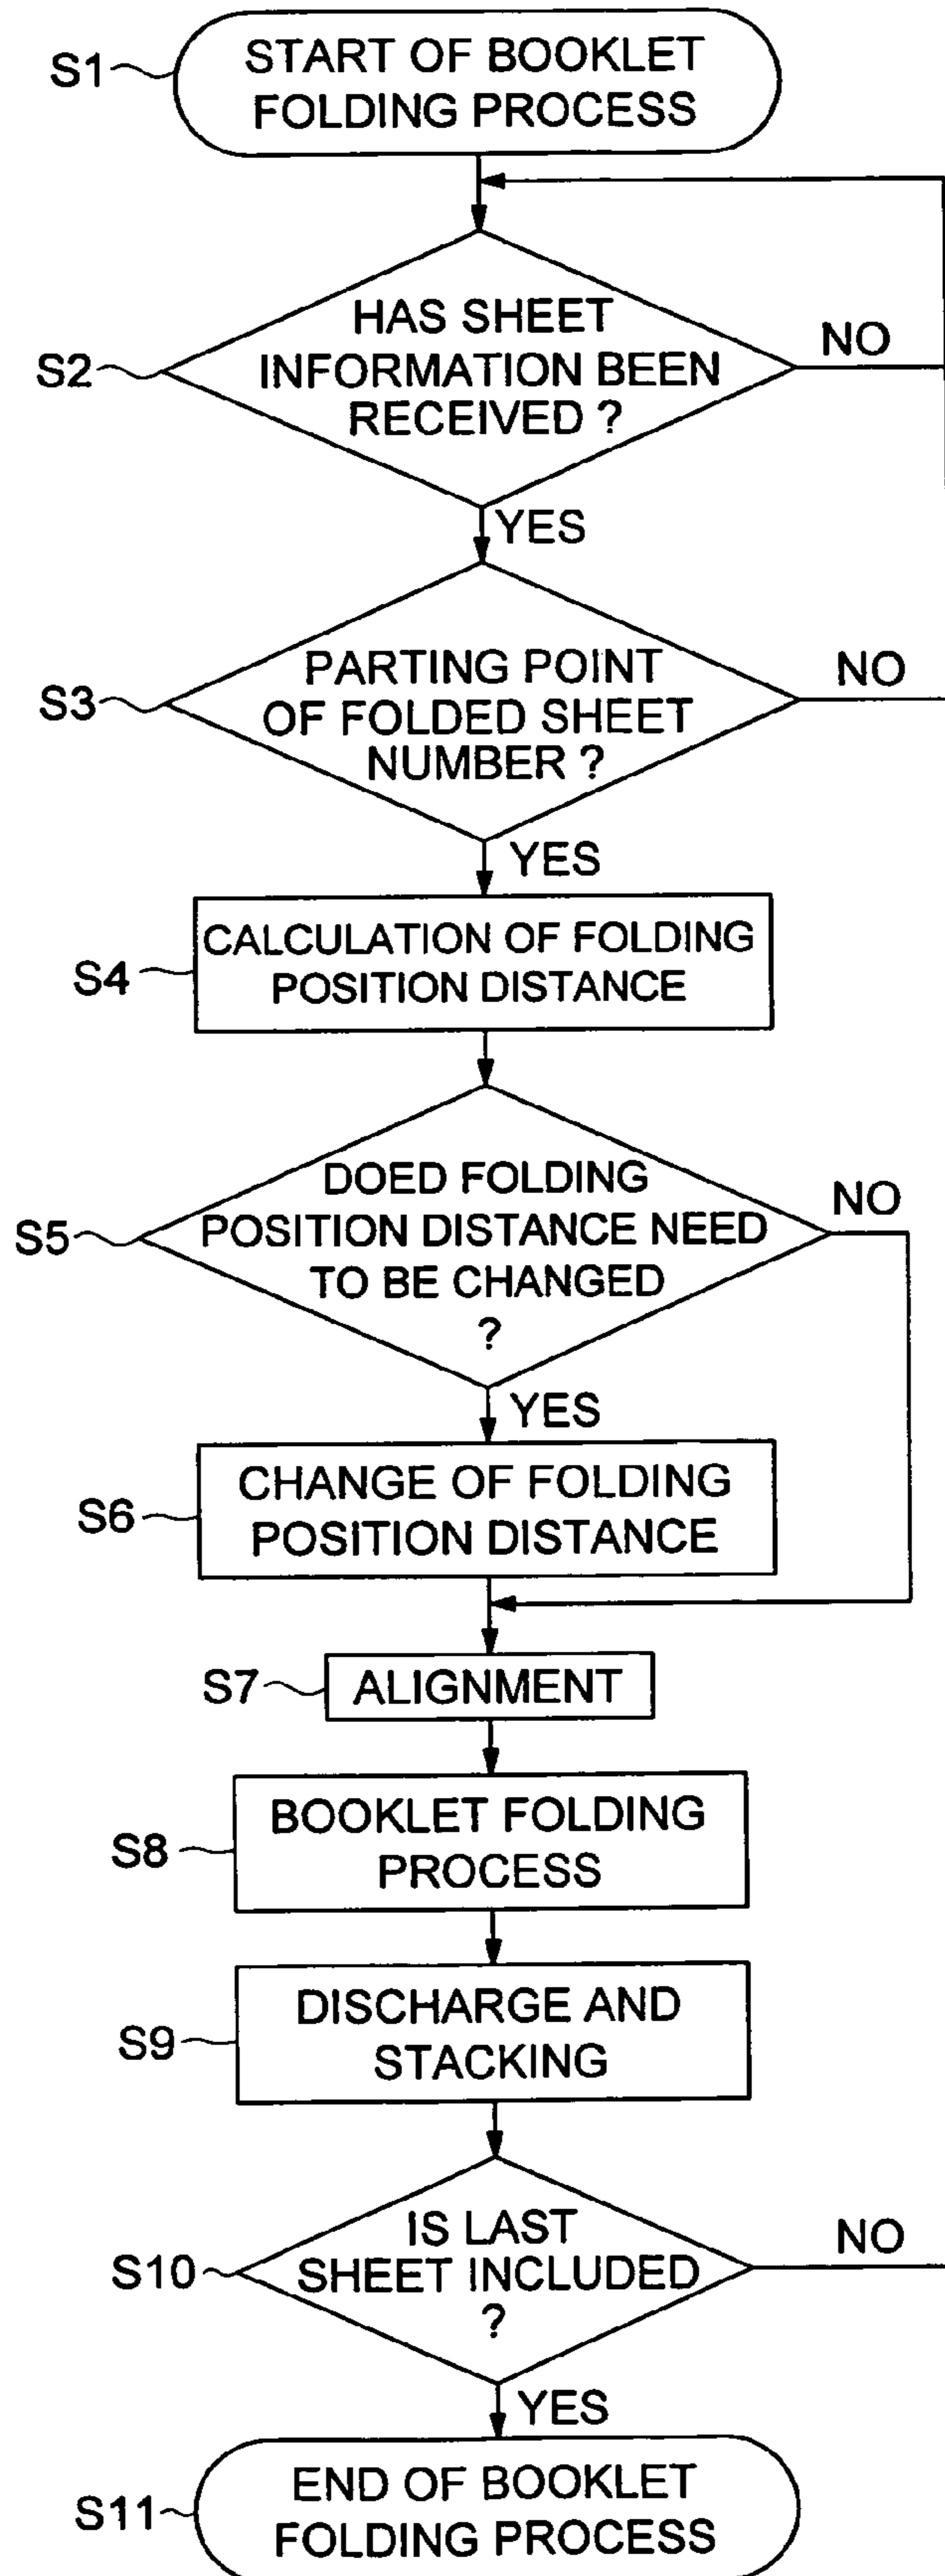 S1
START OF BOOKLET
FOLDING PROCESS
S2
HAS SHEET
INFORMATION BEEN
RECEIVED ?
NO
YES
S3
PARTING POINT
OF FOLDED SHEET
NUMBER ?
NO
YES
S4
CALCULATION OF FOLDING
POSITION DISTANCE
S5
DOED FOLDING
POSITION DISTANCE NEED
TO BE CHANGED
?
NO
YES
S6
CHANGE OF FOLDING
POSITION DISTANCE
S7
ALIGNMENT
S8
BOOKLET FOLDING
PROCESS
S9
DISCHARGE AND
STACKING
S10
IS LAST
SHEET INCLUDED
?
NO
YES
S11
END OF BOOKLET
FOLDING PROCESS